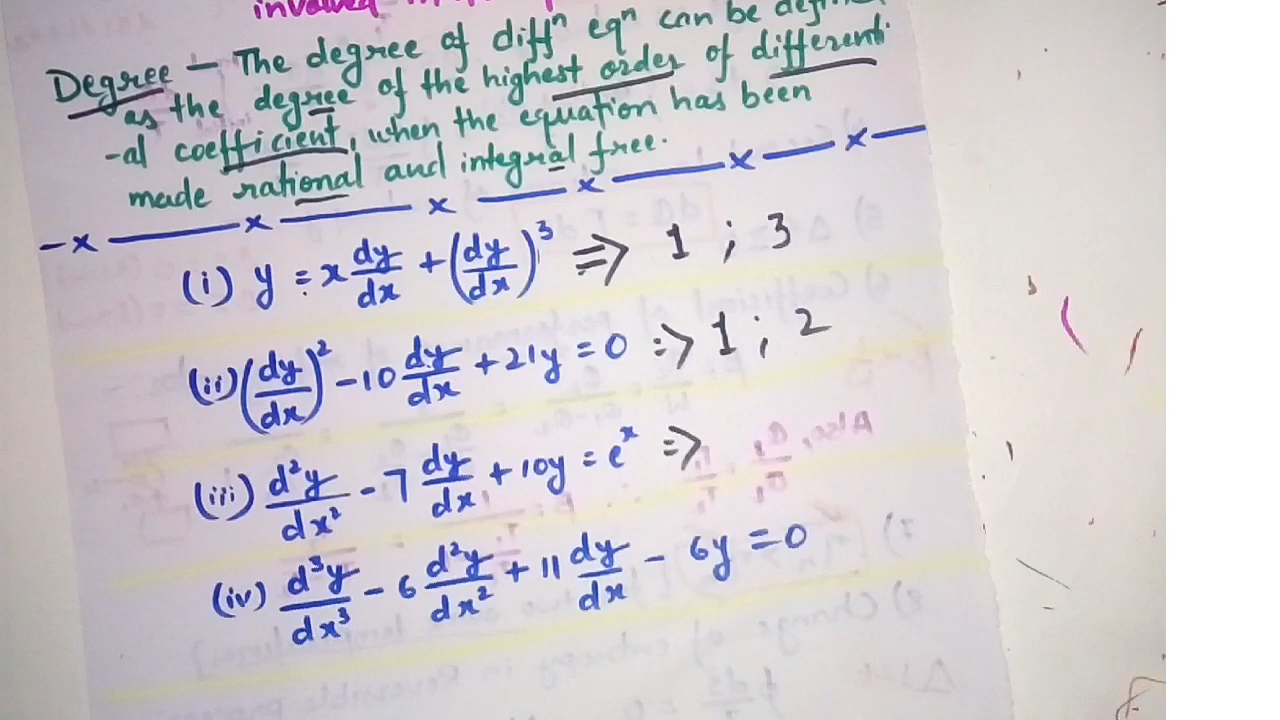 involved
Degree — The degree of diffⁿ eqⁿ can be
as the degree of the highest order of differenti
-al coefficient, when the equation has been
made rational and integral free.
(i) y = x dy/dx + (dy/dx)³ => 1 ; 3
(ii) (dy/dx)² - 10 dy/dx + 21y = 0 => 1 ; 2
(iii) d²y/dx² - 7 dy/dx + 10y = eˣ =>
(iv) d³y/dx³ - 6 d²y/dx² + 11 dy/dx - 6y = 0